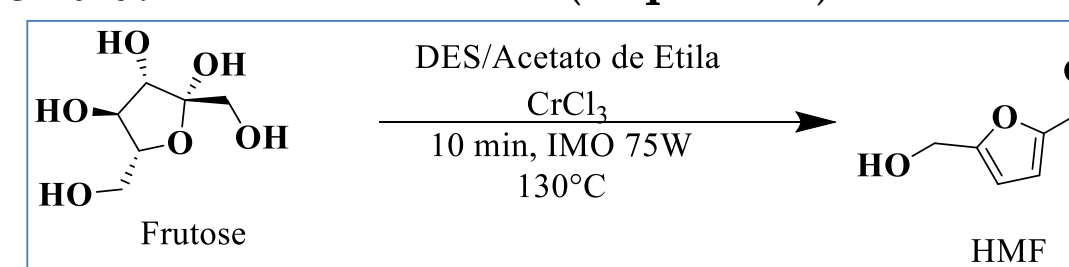 HO
OH
HO
O
OH
HO
Frutose
DES/Acetato de Etila
CrCl₃
10 min, IMO 75W
130°C
O
HO
HMF